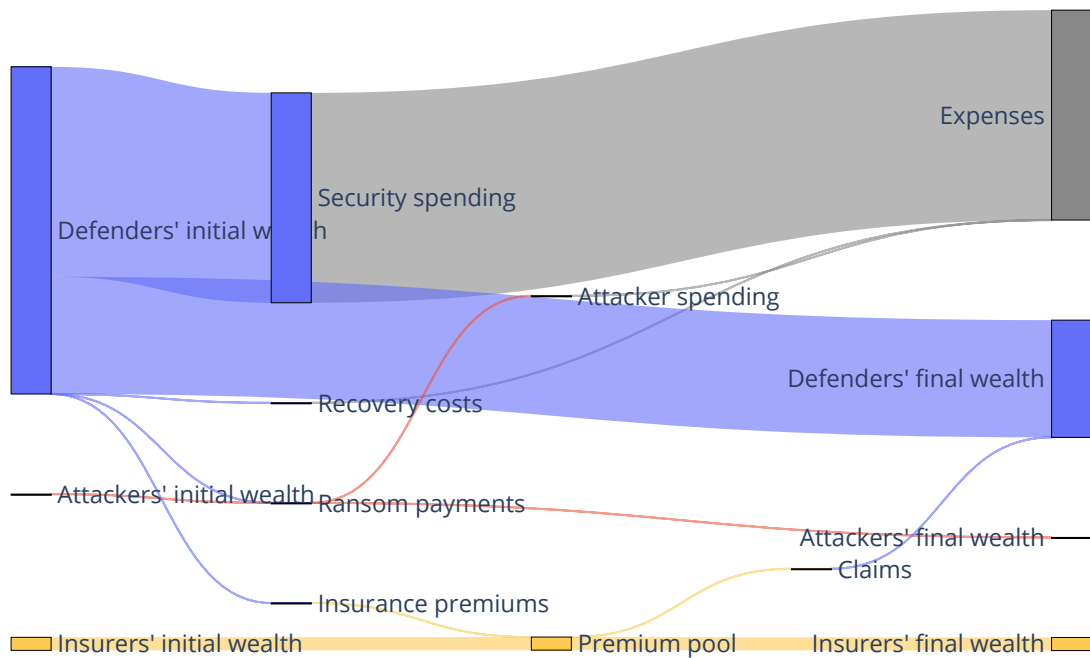 Expenses
Security spending
Defenders' initial wealth
Attacker spending
Defenders' final wealth
Recovery costs
Attackers' initial wealth
Ransom payments
Attackers' final wealth
Claims
Insurance premiums
Insurers' initial wealth
Premium pool
Insurers' final wealth